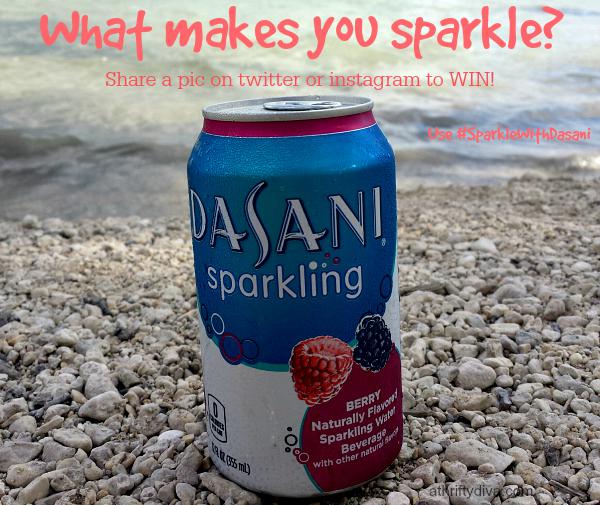 What makes you sparkle?
Share a pic on twitter or instagram to WIN!
Use #SparkleWithDasani
DASANI®
sparkling
BERRY
Naturally Flavored
Sparkling Water
Beverage
with other natural flavors
0
(355 mL)
athriftydiva.com